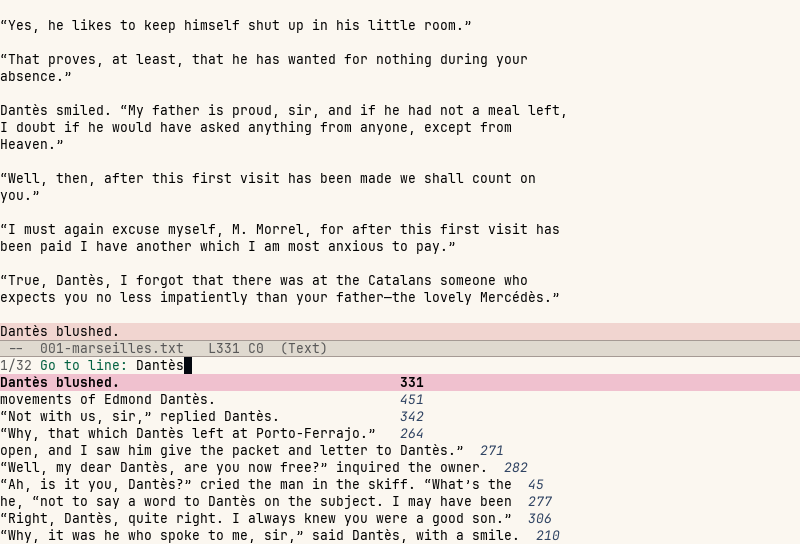 “Yes, he likes to keep himself shut up in his little room.”
“That proves, at least, that he has wanted for nothing during your
absence.”
Dantès smiled. “My father is proud, sir, and if he had not a meal left,
I doubt if he would have asked anything from anyone, except from
Heaven.”
“Well, then, after this first visit has been made we shall count on
you.”
“I must again excuse myself, M. Morrel, for after this first visit has
been paid I have another which I am most anxious to pay.”
“True, Dantès, I forgot that there was at the Catalans someone who
expects you no less impatiently than your father—the lovely Mercédès.”
Dantès blushed.
-- 001-marseilles.txt L331 C0 (Text)
1/32 Go to line: Dantès
Dantès blushed. 331
movements of Edmond Dantès. 451
“Not with us, sir,” replied Dantès. 342
“Why, that which Dantès left at Porto-Ferrajo.” 264
open, and I saw him give the packet and letter to Dantès.” 271
“Well, my dear Dantès, are you now free?” inquired the owner. 282
“Ah, is it you, Dantès?” cried the man in the skiff. “What’s the 45
he, “not to say a word to Dantès on the subject. I may have been 277
“Right, Dantès, quite right. I always knew you were a good son.” 306
“Why, it was he who spoke to me, sir,” said Dantès, with a smile. 210